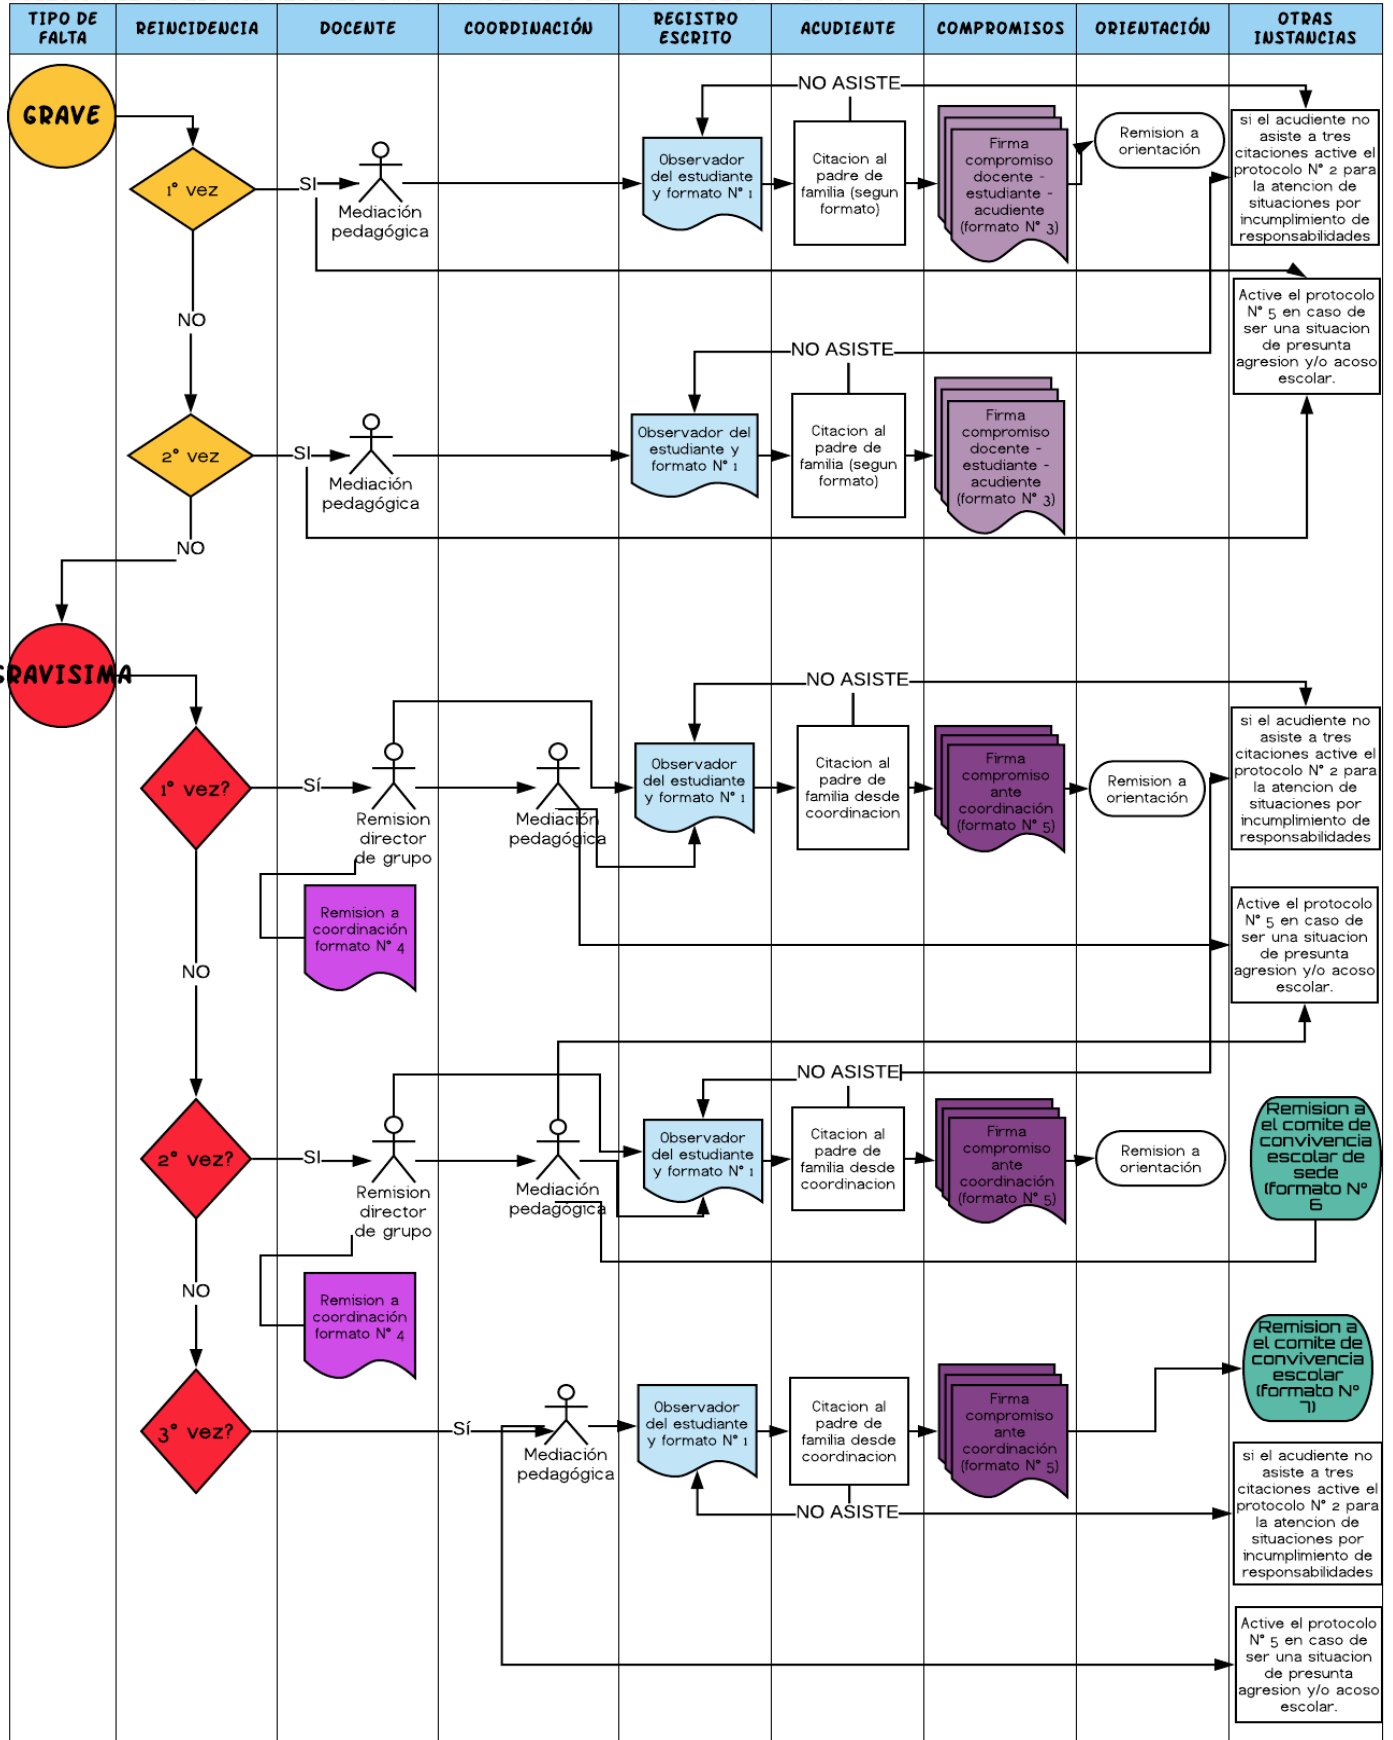 TIPO DE
FALTA
REINCIDENCIA
DOCENTE
COORDINACIÓN
REGISTRO
ESCRITO
ACUDIENTE
COMPROMISOS
ORIENTACIÓN
OTRAS
INSTANCIAS
GRAVE
1° vez
SI
Mediación
pedagógica
Observador
del estudiante
y formato N° 1
NO ASISTE
Citacion al
padre de
familia (segun
formato)
Firma
compromiso
docente -
estudiante -
acudiente
(formato N° 3)
Remision a
orientación
si el acudiente no
asiste a tres
citaciones active el
protocolo N° 2 para
la atencion de
situaciones por
incumplimiento de
responsabilidades
Active el protocolo
N° 5 en caso de
ser una situacion
de presunta
agresion y/o acoso
escolar.
NO
2° vez
SI
Mediación
pedagógica
Observador del
estudiante y
formato N° 1
NO ASISTE
Citacion al
padre de
familia (segun
formato)
Firma
compromiso
docente -
estudiante -
acudiente
(formato N° 3)
NO
GRAVISIMA
1° vez?
Sí
Remision
director
de grupo
Remision a
coordinación
formato N° 4
Mediación
pedagógica
Observador
del estudiante
y formato N° 1
NO ASISTE
Citacion al
padre de
familia desde
coordinacion
Firma
compromiso
ante
coordinación
(formato N° 5)
Remision a
orientación
si el acudiente no
asiste a tres
citaciones active el
protocolo N° 2 para
la atencion de
situaciones por
incumplimiento de
responsabilidades
Active el protocolo
N° 5 en caso de
ser una situacion
de presunta
agresion y/o acoso
escolar.
NO
2° vez?
SI
Remision
director
de grupo
Remision a
coordinación
formato N° 4
Mediación
pedagógica
Observador
del estudiante
y formato N° 1
NO ASISTE
Citacion al
padre de
familia desde
coordinacion
Firma
compromiso
ante
coordinación
(formato N° 5)
Remision a
orientación
Remision a
el comite de
convivencia
escolar de
sede
(formato N°
6
NO
3° vez?
Sí
Mediación
pedagógica
Observador
del estudiante
y formato N° 1
Citacion al
padre de
familia desde
coordinacion
NO ASISTE
Firma
compromiso
ante
coordinación
(formato N° 5)
Remision a
el comite de
convivencia
escolar
(formato N°
7)
si el acudiente no
asiste a tres
citaciones active el
protocolo N° 2 para
la atencion de
situaciones por
incumplimiento de
responsabilidades
Active el protocolo
N° 5 en caso de
ser una situacion
de presunta
agresion y/o acoso
escolar.